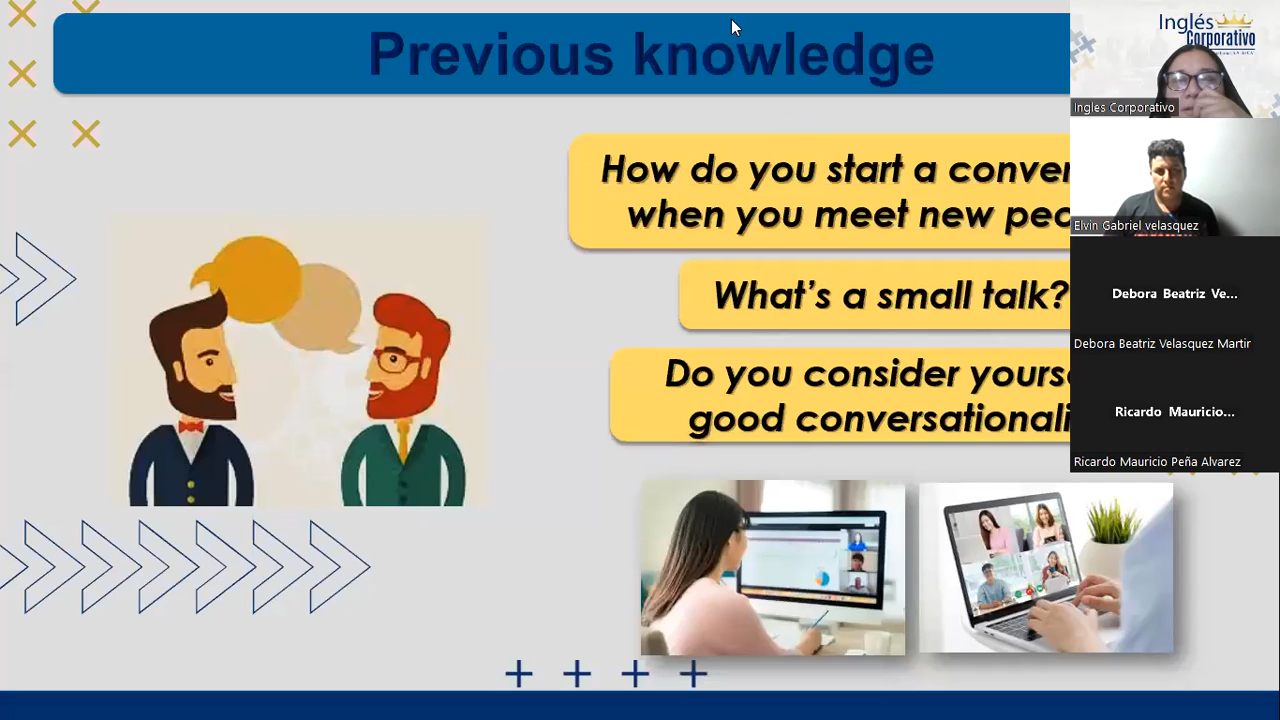 Previous knowledge
How do you start a conver
when you meet new peo
What's a small talk?
Do you consider yours
good conversationali
Inglés
Corporativo
Ingles Corporativo
Elvin Gabriel velasquez
Debora Beatriz Ve...
Debora Beatriz Velasquez Martir
Ricardo Mauricio...
Ricardo Mauricio Peña Alvarez